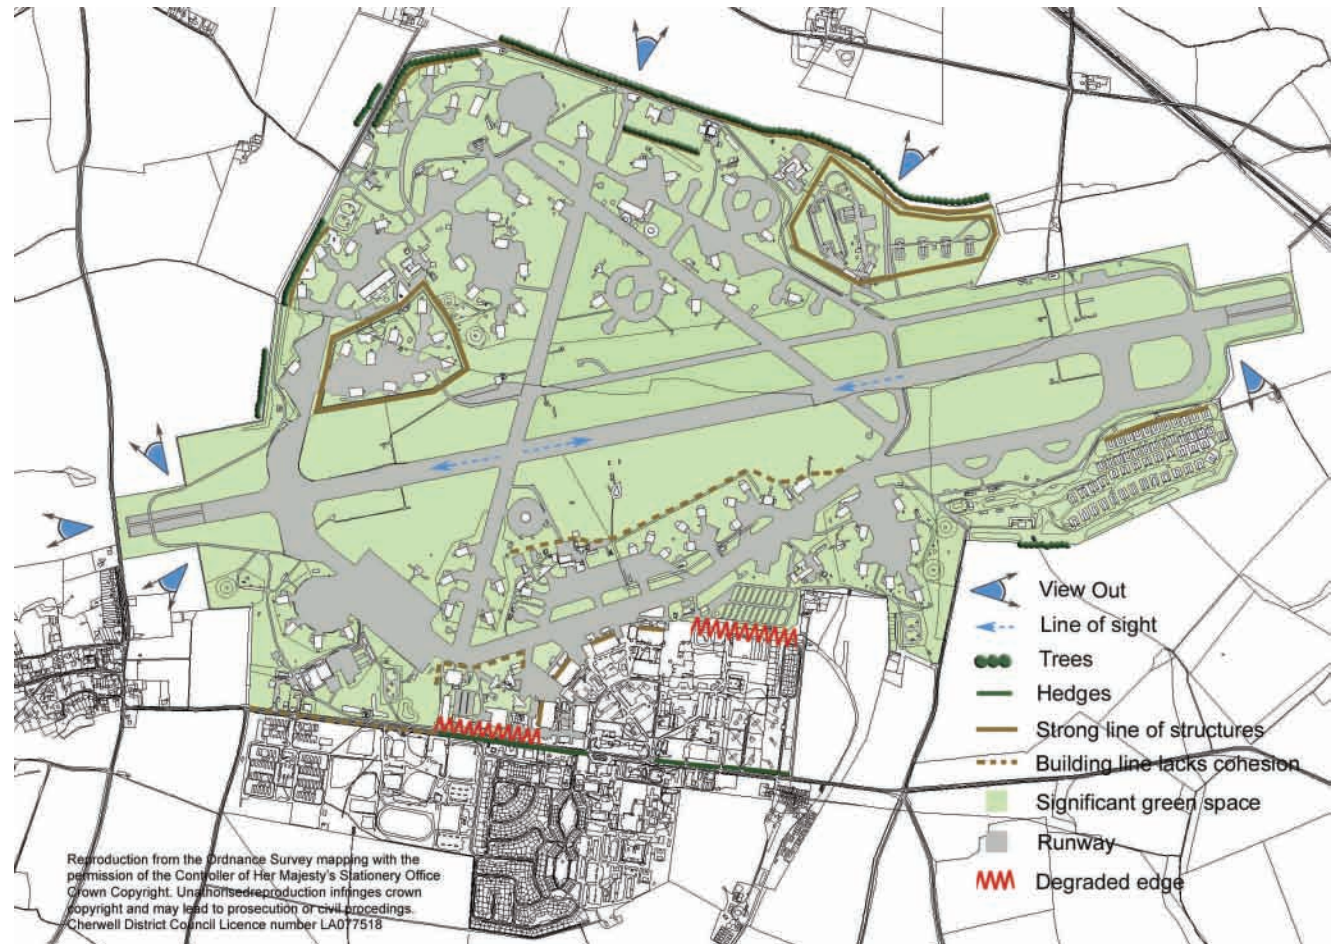 View Out
Line of sight
Trees
Hedges
Strong line of structures
Building line lacks cohesion
Significant green space
Runway
Degraded edge
Reproduction from the Ordnance Survey mapping with the
permission of the Controller of Her Majesty's Stationery Office
Crown Copyright. Unauthorisedreproduction infringes crown
copyright and may lead to prosecution or civil procedings.
Cherwell District Council Licence number LA077518